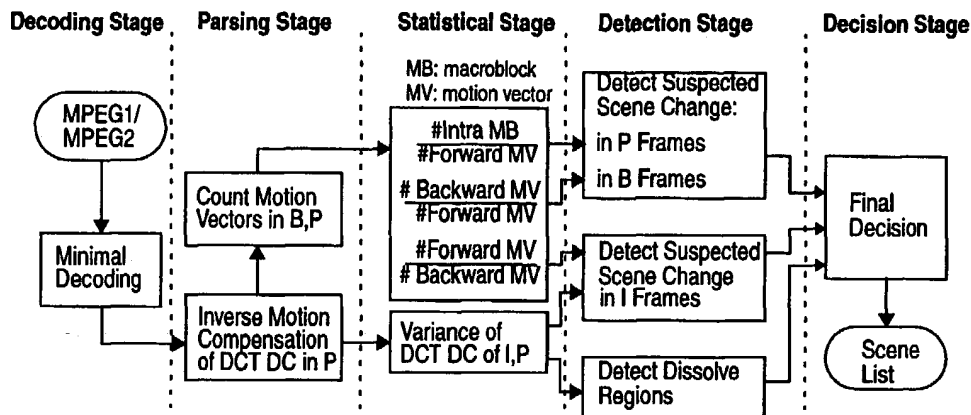 Decoding Stage
Parsing Stage
Statistical Stage
Detection Stage
Decision Stage
MPEG1/
MPEG2
Minimal
Decoding
Count Motion
Vectors in B,P
Inverse Motion
Compensation
of DCT DC in P
MB: macroblock
MV: motion vector
#Intra MB
#Forward MV
# Backward MV
#Forward MV
#Forward MV
# Backward MV
Variance of
DCT DC of I,P
Detect Suspected
Scene Change:
in P Frames
in B Frames
Detect Suspected
Scene Change
in I Frames
Detect Dissolve
Regions
Final
Decision
Scene
List